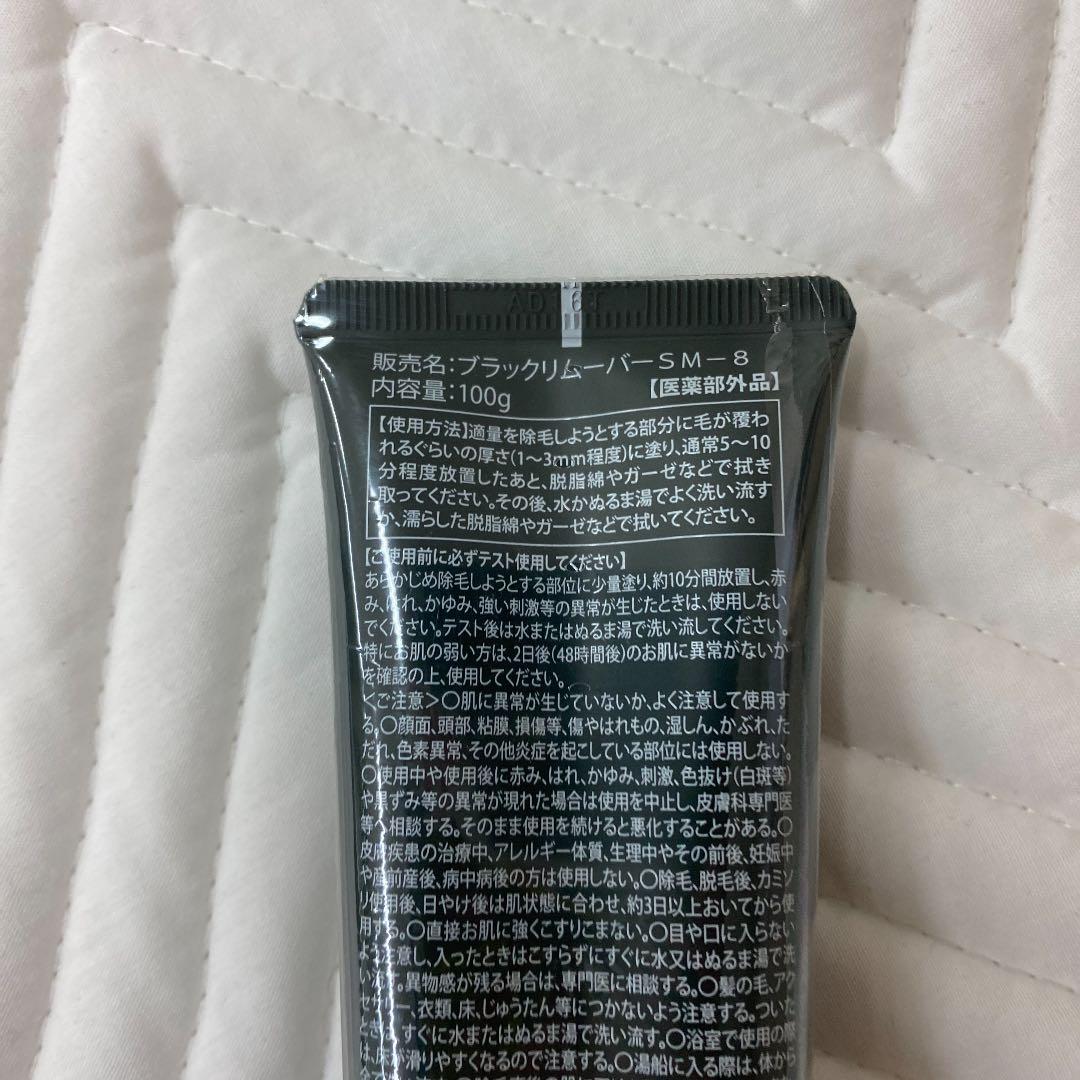 AD 6T
販売名:ブラックリムーバーSM-8
内容量:100g
【医薬部外品】
【使用方法】適量を除毛しようとする部分に毛が覆わ
れるぐらいの厚さ(1~3mm程度)に塗り、通常5~10
分程度放置したあと、脱脂綿やガーゼなどで拭き
取ってください。その後、水かぬるま湯でよく洗い流す
か、濡らした脱脂綿やガーゼなどで拭いてください。
【ご使用前に必ずテスト使用してください】
あらかじめ除毛しようとする部位に少量塗り、約10分間放置し、赤
み、はれ、かゆみ、強い刺激等の異常が生じたときは、使用しない
でください。テスト後は水またはぬるま湯で洗い流してください。
特にお肌の弱い方は、2日後(48時間後)のお肌に異常がないか
を確認の上、使用してください。
<ご注意>〇肌に異常が生じていないか、よく注意して使用す
る。〇顔面、頭部、粘膜、損傷等、傷やはれもの、湿しん、かぶれ、た
だれ、色素異常、その他炎症を起こしている部位には使用しない。
〇使用中や使用後に赤み、はれ、かゆみ、刺激、色抜け(白斑等)
や黒ずみ等の異常が現れた場合は使用を中止し、皮膚科専門医
等へ相談する。そのまま使用を続けると悪化することがある。〇
皮膚疾患の治療中、アレルギー体質、生理中やその前後、妊娠中
や産前産後、病中病後の方は使用しない。〇除毛、脱毛後、カミソ
リ使用後、日やけ後は肌状態に合わせ、約3日以上おいてから使
用する。〇直接お肌に強くこすりこまない。〇目や口に入らない
よう注意し、入ったときはこすらずにすぐに水又はぬるま湯で洗
います。異物感が残る場合は、専門医に相談する。〇髪の毛、アク
セサリー、衣類、床、じゅうたん等につかないよう注意する。ついた
ときは、すぐに水またはぬるま湯で洗い流す。〇浴室で使用の際
は、床が滑りやすくなるので注意する。〇湯船に入る際は、体から